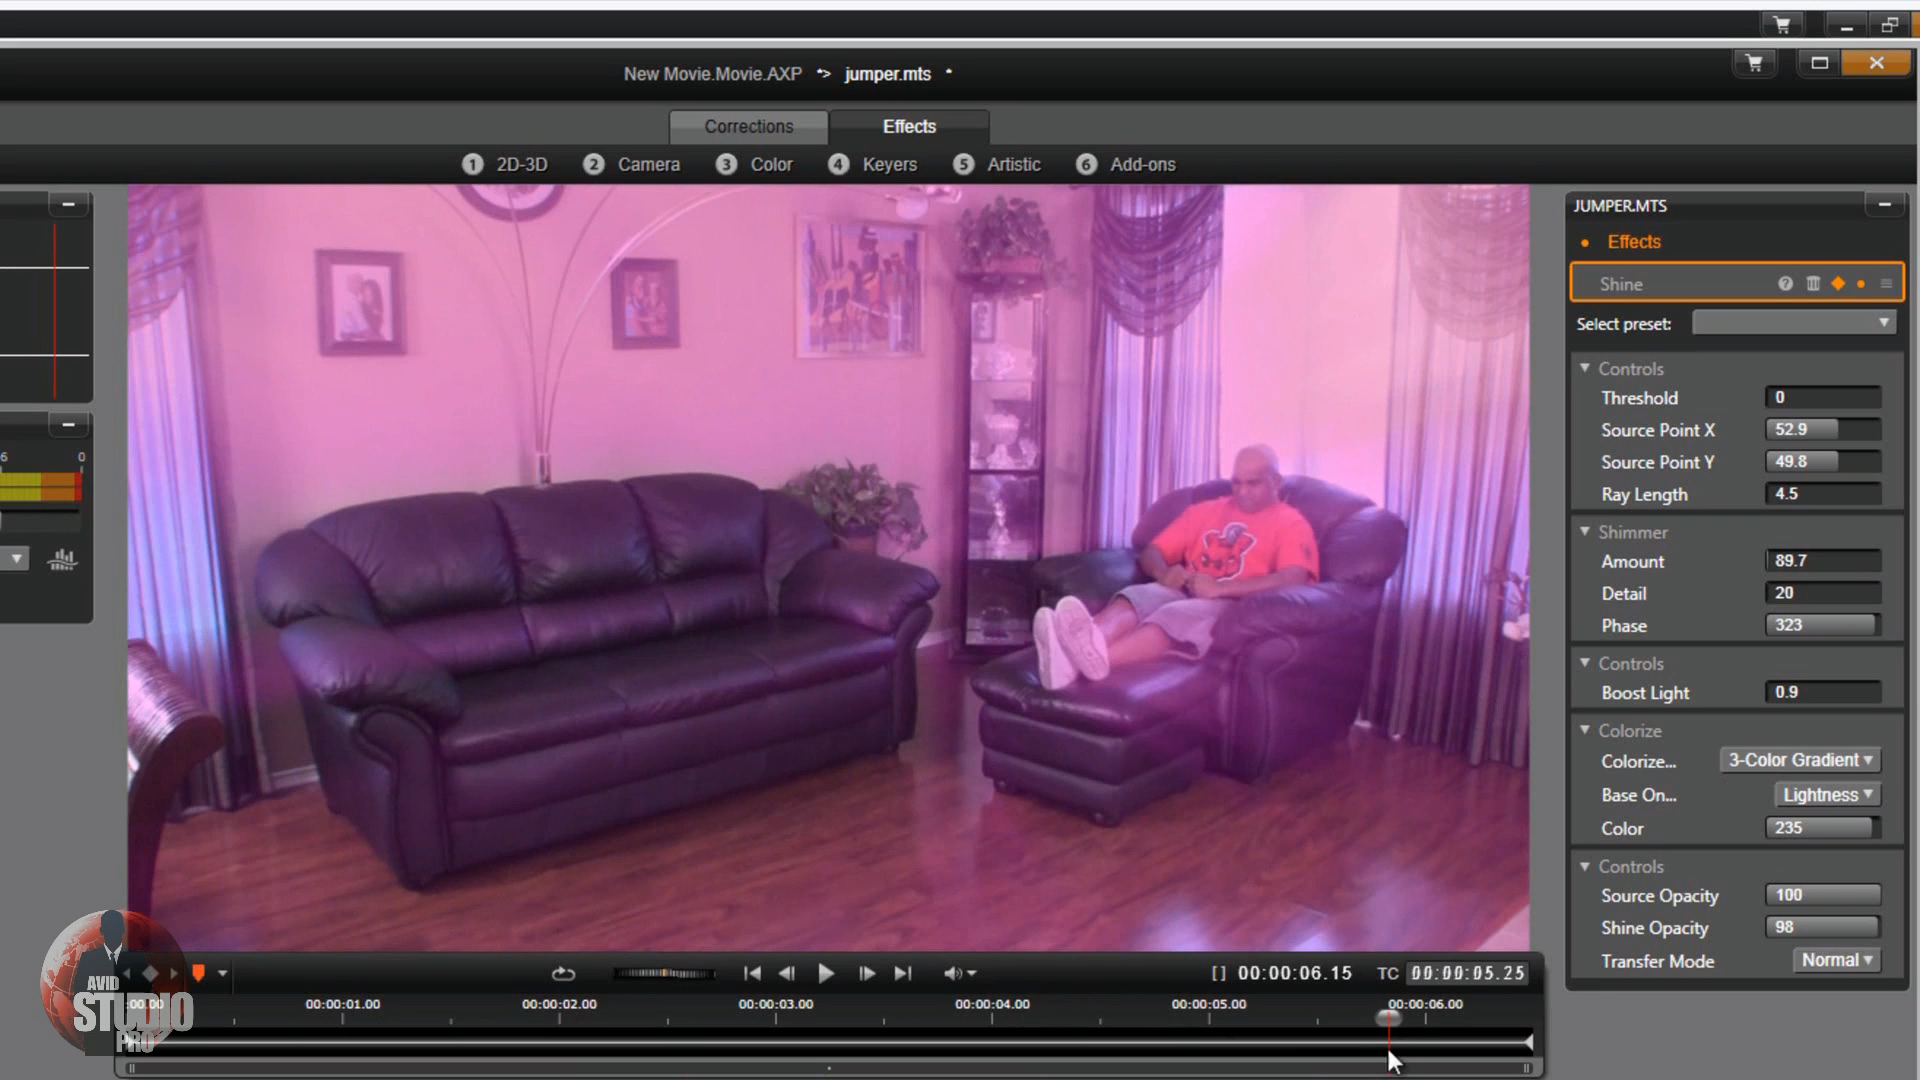 New Movie.Movie.AXP *> jumper.mts *
Corrections Effects
1 2D-3D 2 Camera 3 Color 4 Keyers 5 Artistic 6 Add-ons
JUMPER.MTS
Effects
Shine
Select preset:
Controls
Threshold 0
Source Point X 52.9
Source Point Y 49.8
Ray Length 4.5
Shimmer
Amount 89.7
Detail 20
Phase 323
Controls
Boost Light 0.9
Colorize
Colorize... 3-Color Gradient
Base On... Lightness
Color 235
Controls
Source Opacity 100
Shine Opacity 98
Transfer Mode Normal
6 0
[ ] 00:00:06.15 TC 00:00:05.25
:00.00 00:00:01.00 00:00:02.00 00:00:03.00 00:00:04.00 00:00:05.00 00:00:06.00
AVID
STUDIO
PRO